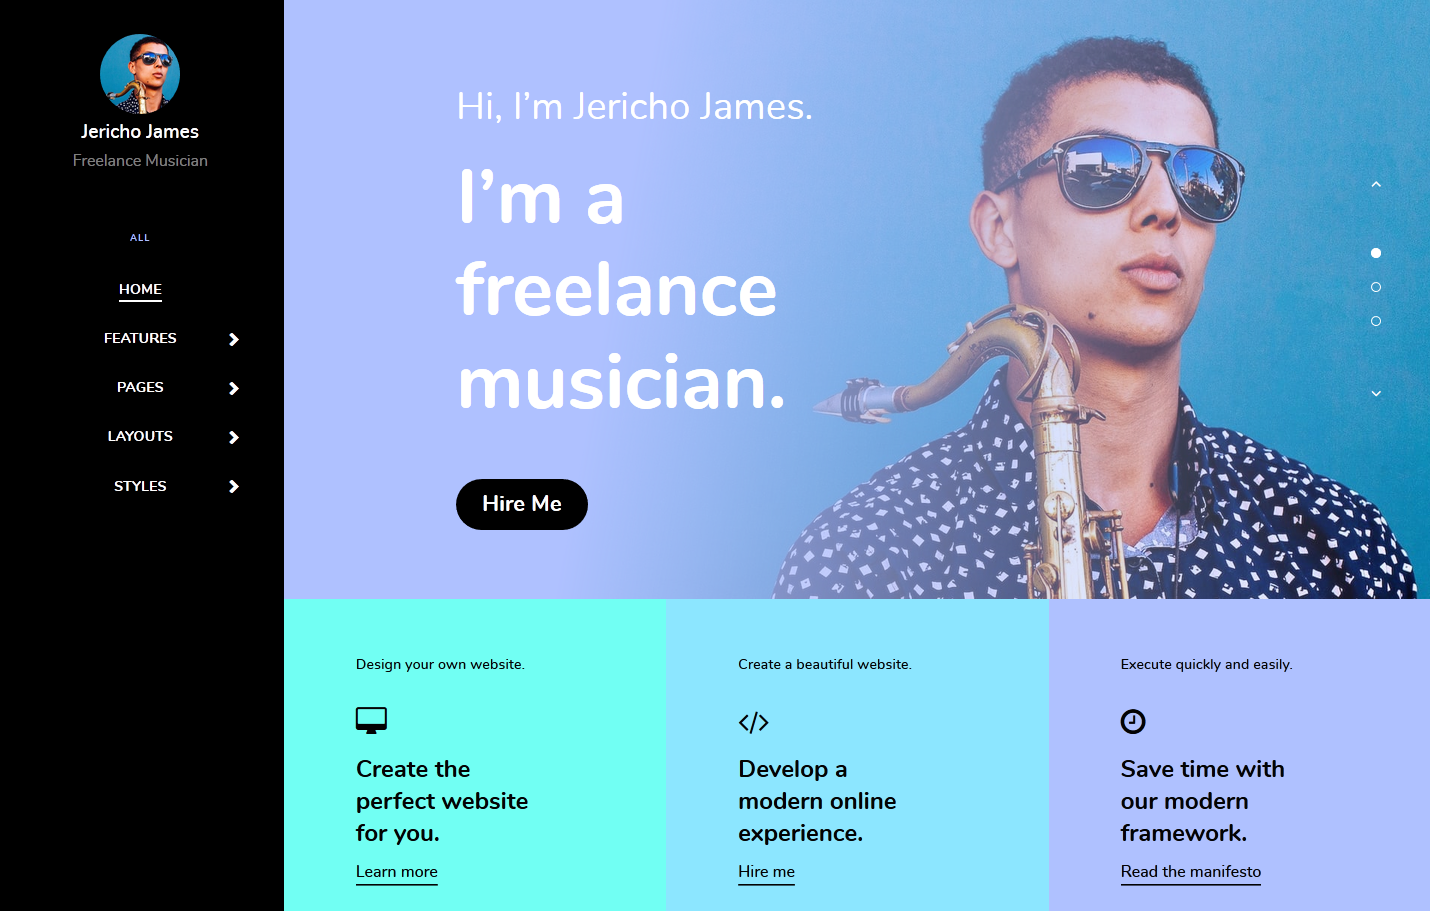 Jericho James
Freelance Musician
ALL
HOME
FEATURES
PAGES
LAYOUTS
STYLES
Hi, I’m Jericho James.
I’m a
freelance
musician.
Hire Me
Design your own website.
Create the
perfect website
for you.
Learn more
Create a beautiful website.
Develop a
modern online
experience.
Hire me
Execute quickly and easily.
Save time with
our modern
framework.
Read the manifesto